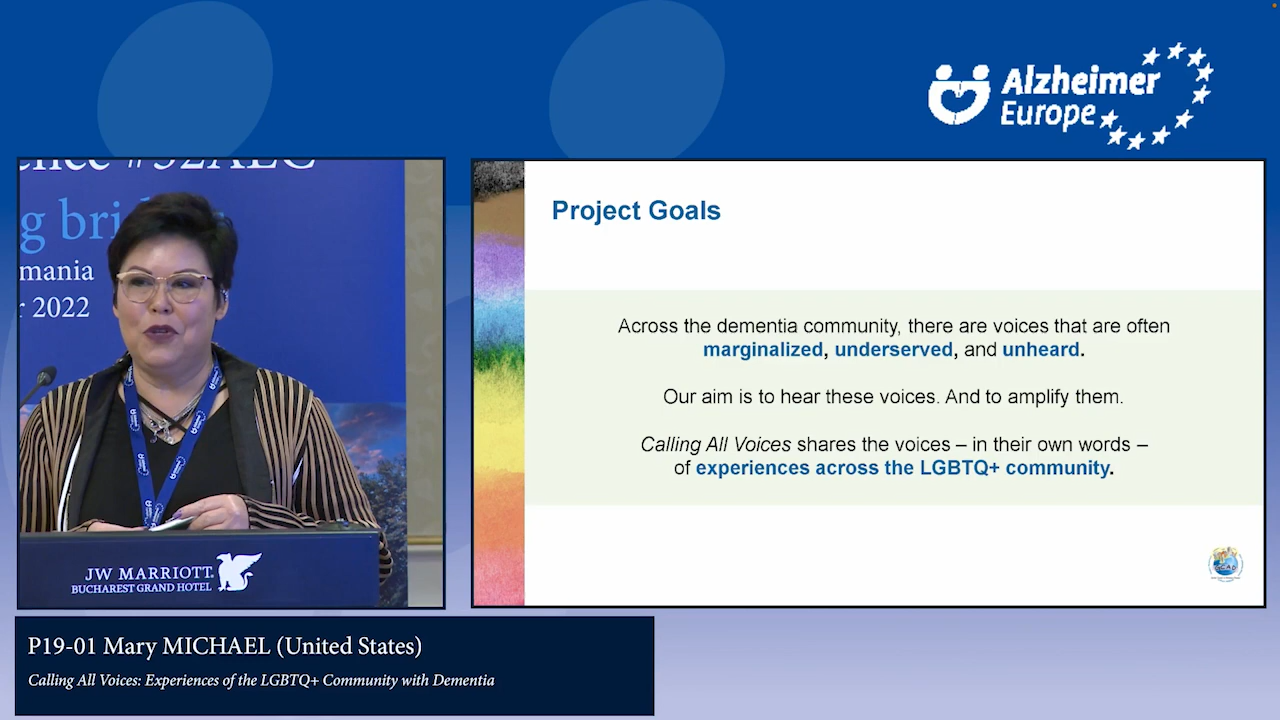 Alzheimer
Europe
g bri
mania
r 2022
JW MARRIOTT
BUCHAREST GRAND HOTEL
Project Goals
Across the dementia community, there are voices that are often
marginalized, underserved, and unheard.
Our aim is to hear these voices. And to amplify them.
Calling All Voices shares the voices – in their own words –
of experiences across the LGBTQ+ community.
P19-01 Mary MICHAEL (United States)
Calling All Voices: Experiences of the LGBTQ+ Community with Dementia